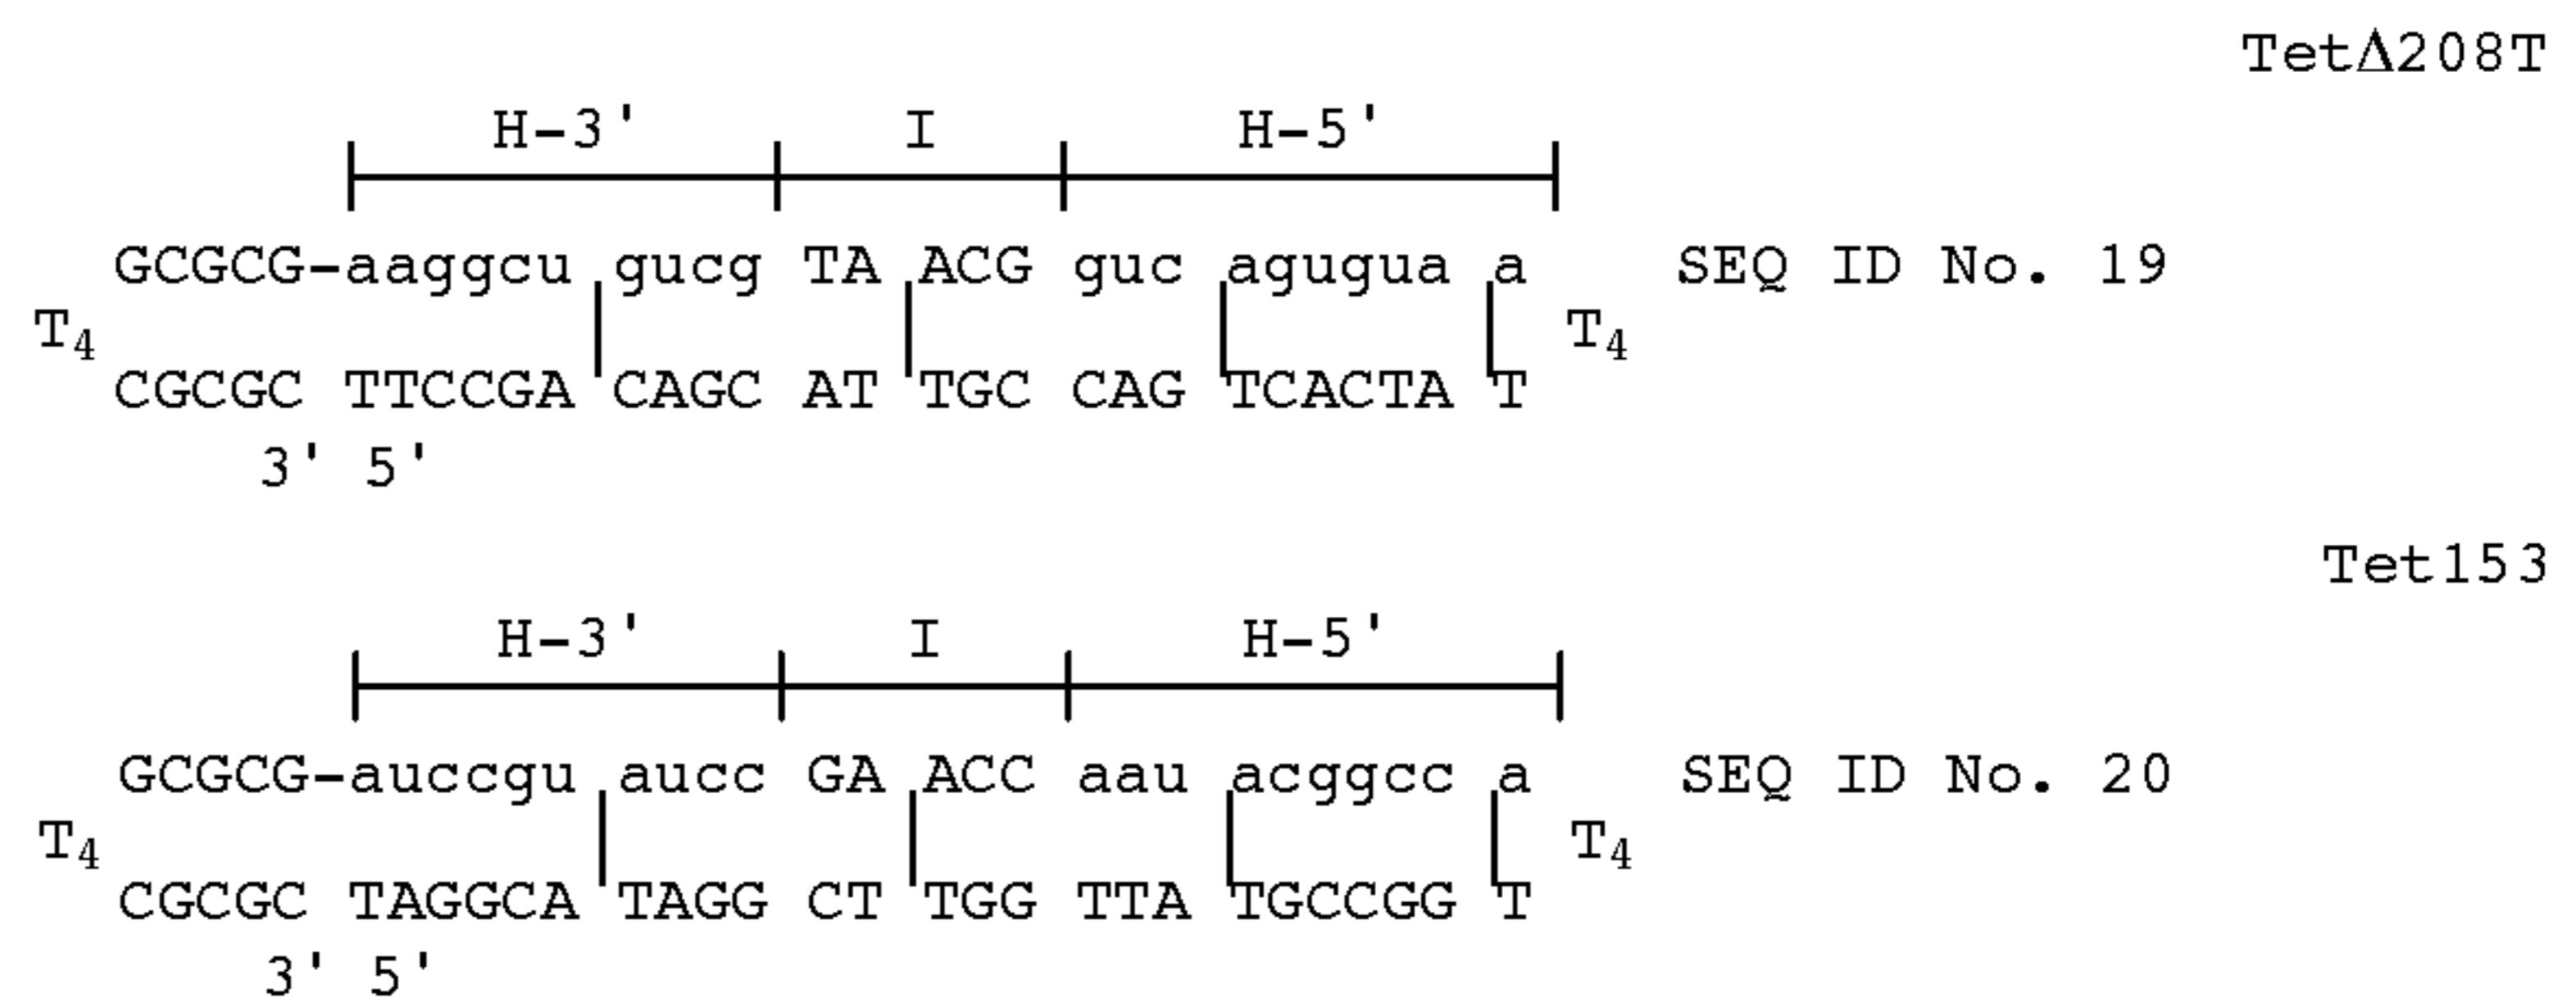 TetΔ208T
H-3' I H-5'
GCGCG-aaggcu gucg TA ACG guc agugua a SEQ ID No. 19
T₄ T₄
CGCGC TTCCGA CAGC AT TGC CAG TCACTA T
3' 5'
Tet153
H-3' I H-5'
GCGCG-auccgu aucc GA ACC aau acggcc a SEQ ID No. 20
T₄ T₄
CGCGC TAGGCA TAGG CT TGG TTA TGCCGG T
3' 5'